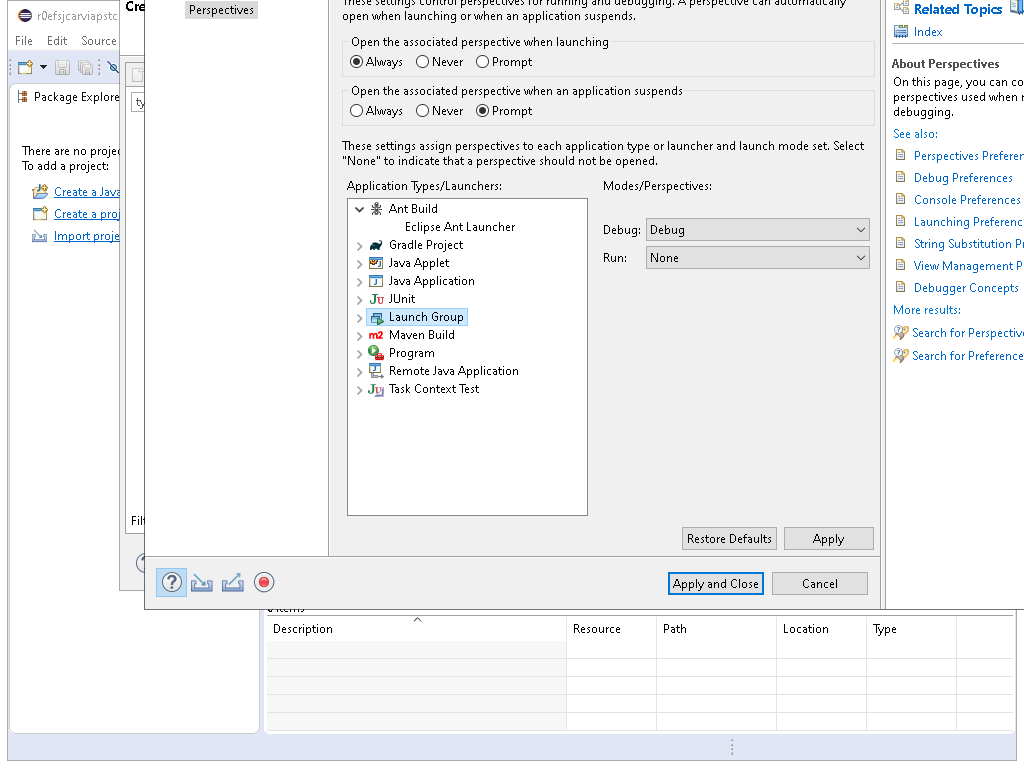 r0efsjcarviapstc
File Edit Source
Package Explore
There are no proje
To add a project:
Create a Java
Create a proj
Import proje
Cre
ty
Filt
Perspectives
These settings control perspectives for running and debugging. A perspective can automatically
open when launching or when an application suspends.
Open the associated perspective when launching
Always Never Prompt
Open the associated perspective when an application suspends
Always Never Prompt
These settings assign perspectives to each application type or launcher and launch mode set. Select
"None" to indicate that a perspective should not be opened.
Application Types/Launchers:
Modes/Perspectives:
Ant Build
Eclipse Ant Launcher
Gradle Project
Java Applet
Java Application
JUnit
Launch Group
Maven Build
Program
Remote Java Application
Task Context Test
Debug: Debug
Run: None
Restore Defaults Apply
Apply and Close Cancel
Related Topics
Index
About Perspectives
On this page, you can co
perspectives used when r
debugging.
See also:
Perspectives Preferen
Debug Preferences
Console Preferences
Launching Preferenc
String Substitution Pr
View Management P
Debugger Concepts
More results:
Search for Perspective
Search for Preference
items
Description Resource Path Location Type